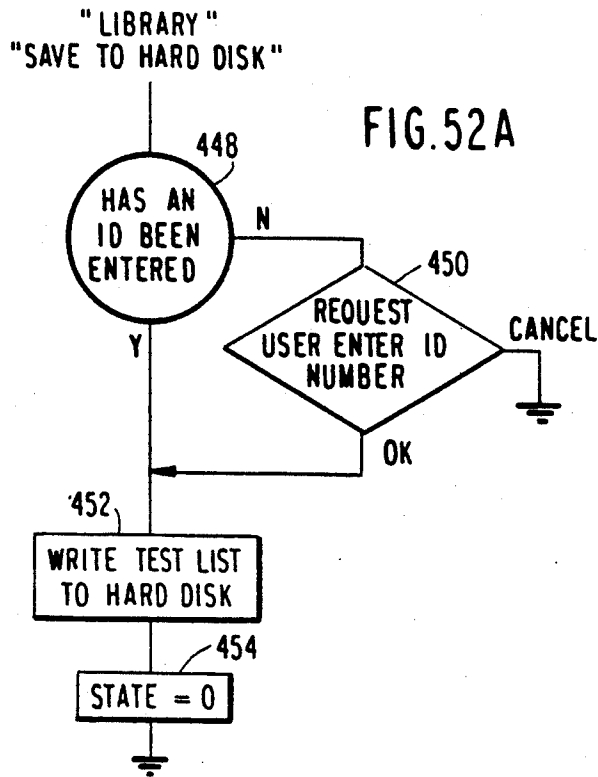 "LIBRARY"
"SAVE TO HARD DISK"
FIG.52A
448
HAS AN
ID BEEN
ENTERED
N
450
REQUEST
USER ENTER ID
NUMBER
CANCEL
Y
OK
452
WRITE TEST LIST
TO HARD DISK
454
STATE = 0